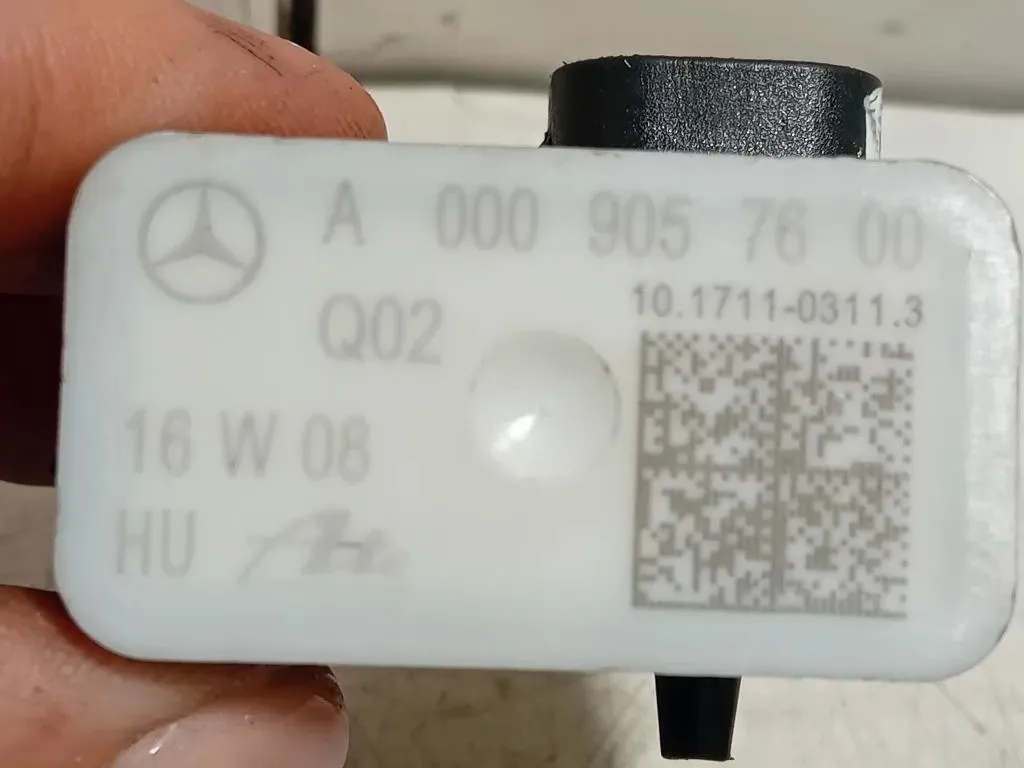 A 000 905 76 00
Q02
10.1711-0311.3
16 W 08
HU